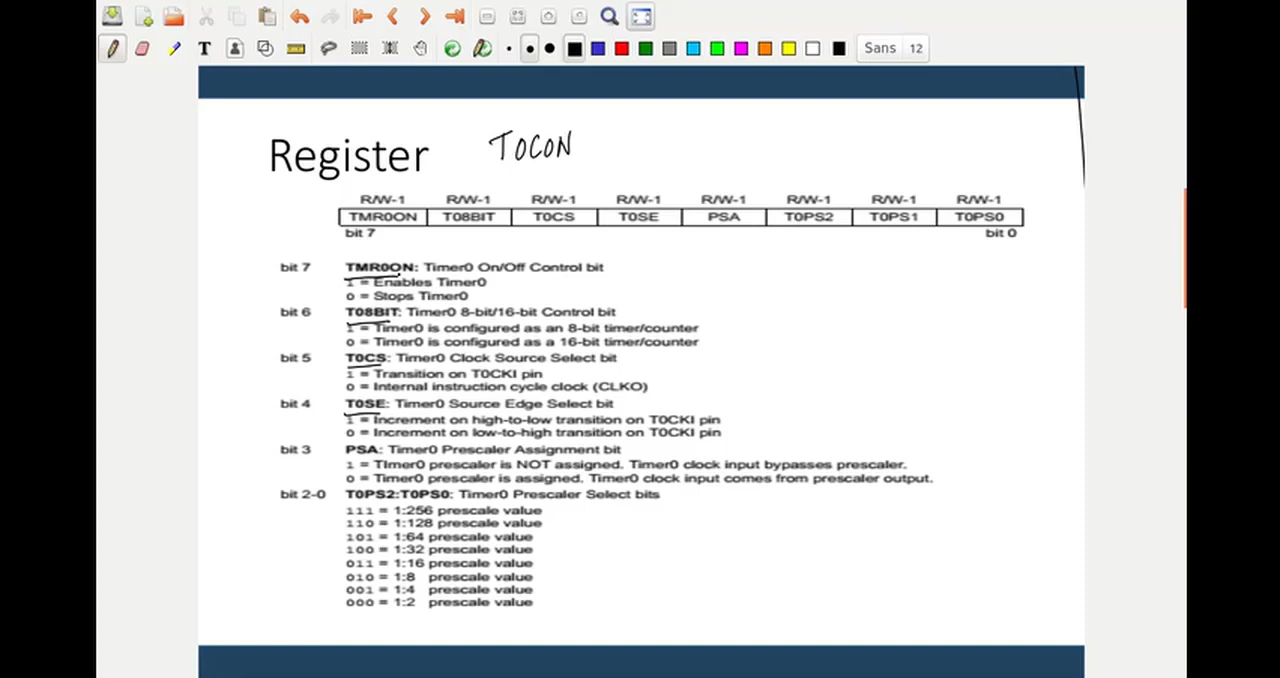 T
Sans 12
Register TOCON
R/W-1 R/W-1 R/W-1 R/W-1 R/W-1 R/W-1 R/W-1 R/W-1
TMR0ON T08BIT T0CS T0SE PSA T0PS2 T0PS1 T0PS0
bit 7 bit 0
bit 7 TMR0ON: Timer0 On/Off Control bit
1 = Enables Timer0
0 = Stops Timer0
bit 6 T08BIT: Timer0 8-bit/16-bit Control bit
1 = Timer0 is configured as an 8-bit timer/counter
0 = Timer0 is configured as a 16-bit timer/counter
bit 5 T0CS: Timer0 Clock Source Select bit
1 = Transition on T0CKI pin
0 = Internal instruction cycle clock (CLKO)
bit 4 T0SE: Timer0 Source Edge Select bit
1 = Increment on high-to-low transition on T0CKI pin
0 = Increment on low-to-high transition on T0CKI pin
bit 3 PSA: Timer0 Prescaler Assignment bit
1 = TImer0 prescaler is NOT assigned. Timer0 clock input bypasses prescaler.
0 = Timer0 prescaler is assigned. Timer0 clock input comes from prescaler output.
bit 2-0 T0PS2:T0PS0: Timer0 Prescaler Select bits
111 = 1:256 prescale value
110 = 1:128 prescale value
101 = 1:64 prescale value
100 = 1:32 prescale value
011 = 1:16 prescale value
010 = 1:8 prescale value
001 = 1:4 prescale value
000 = 1:2 prescale value